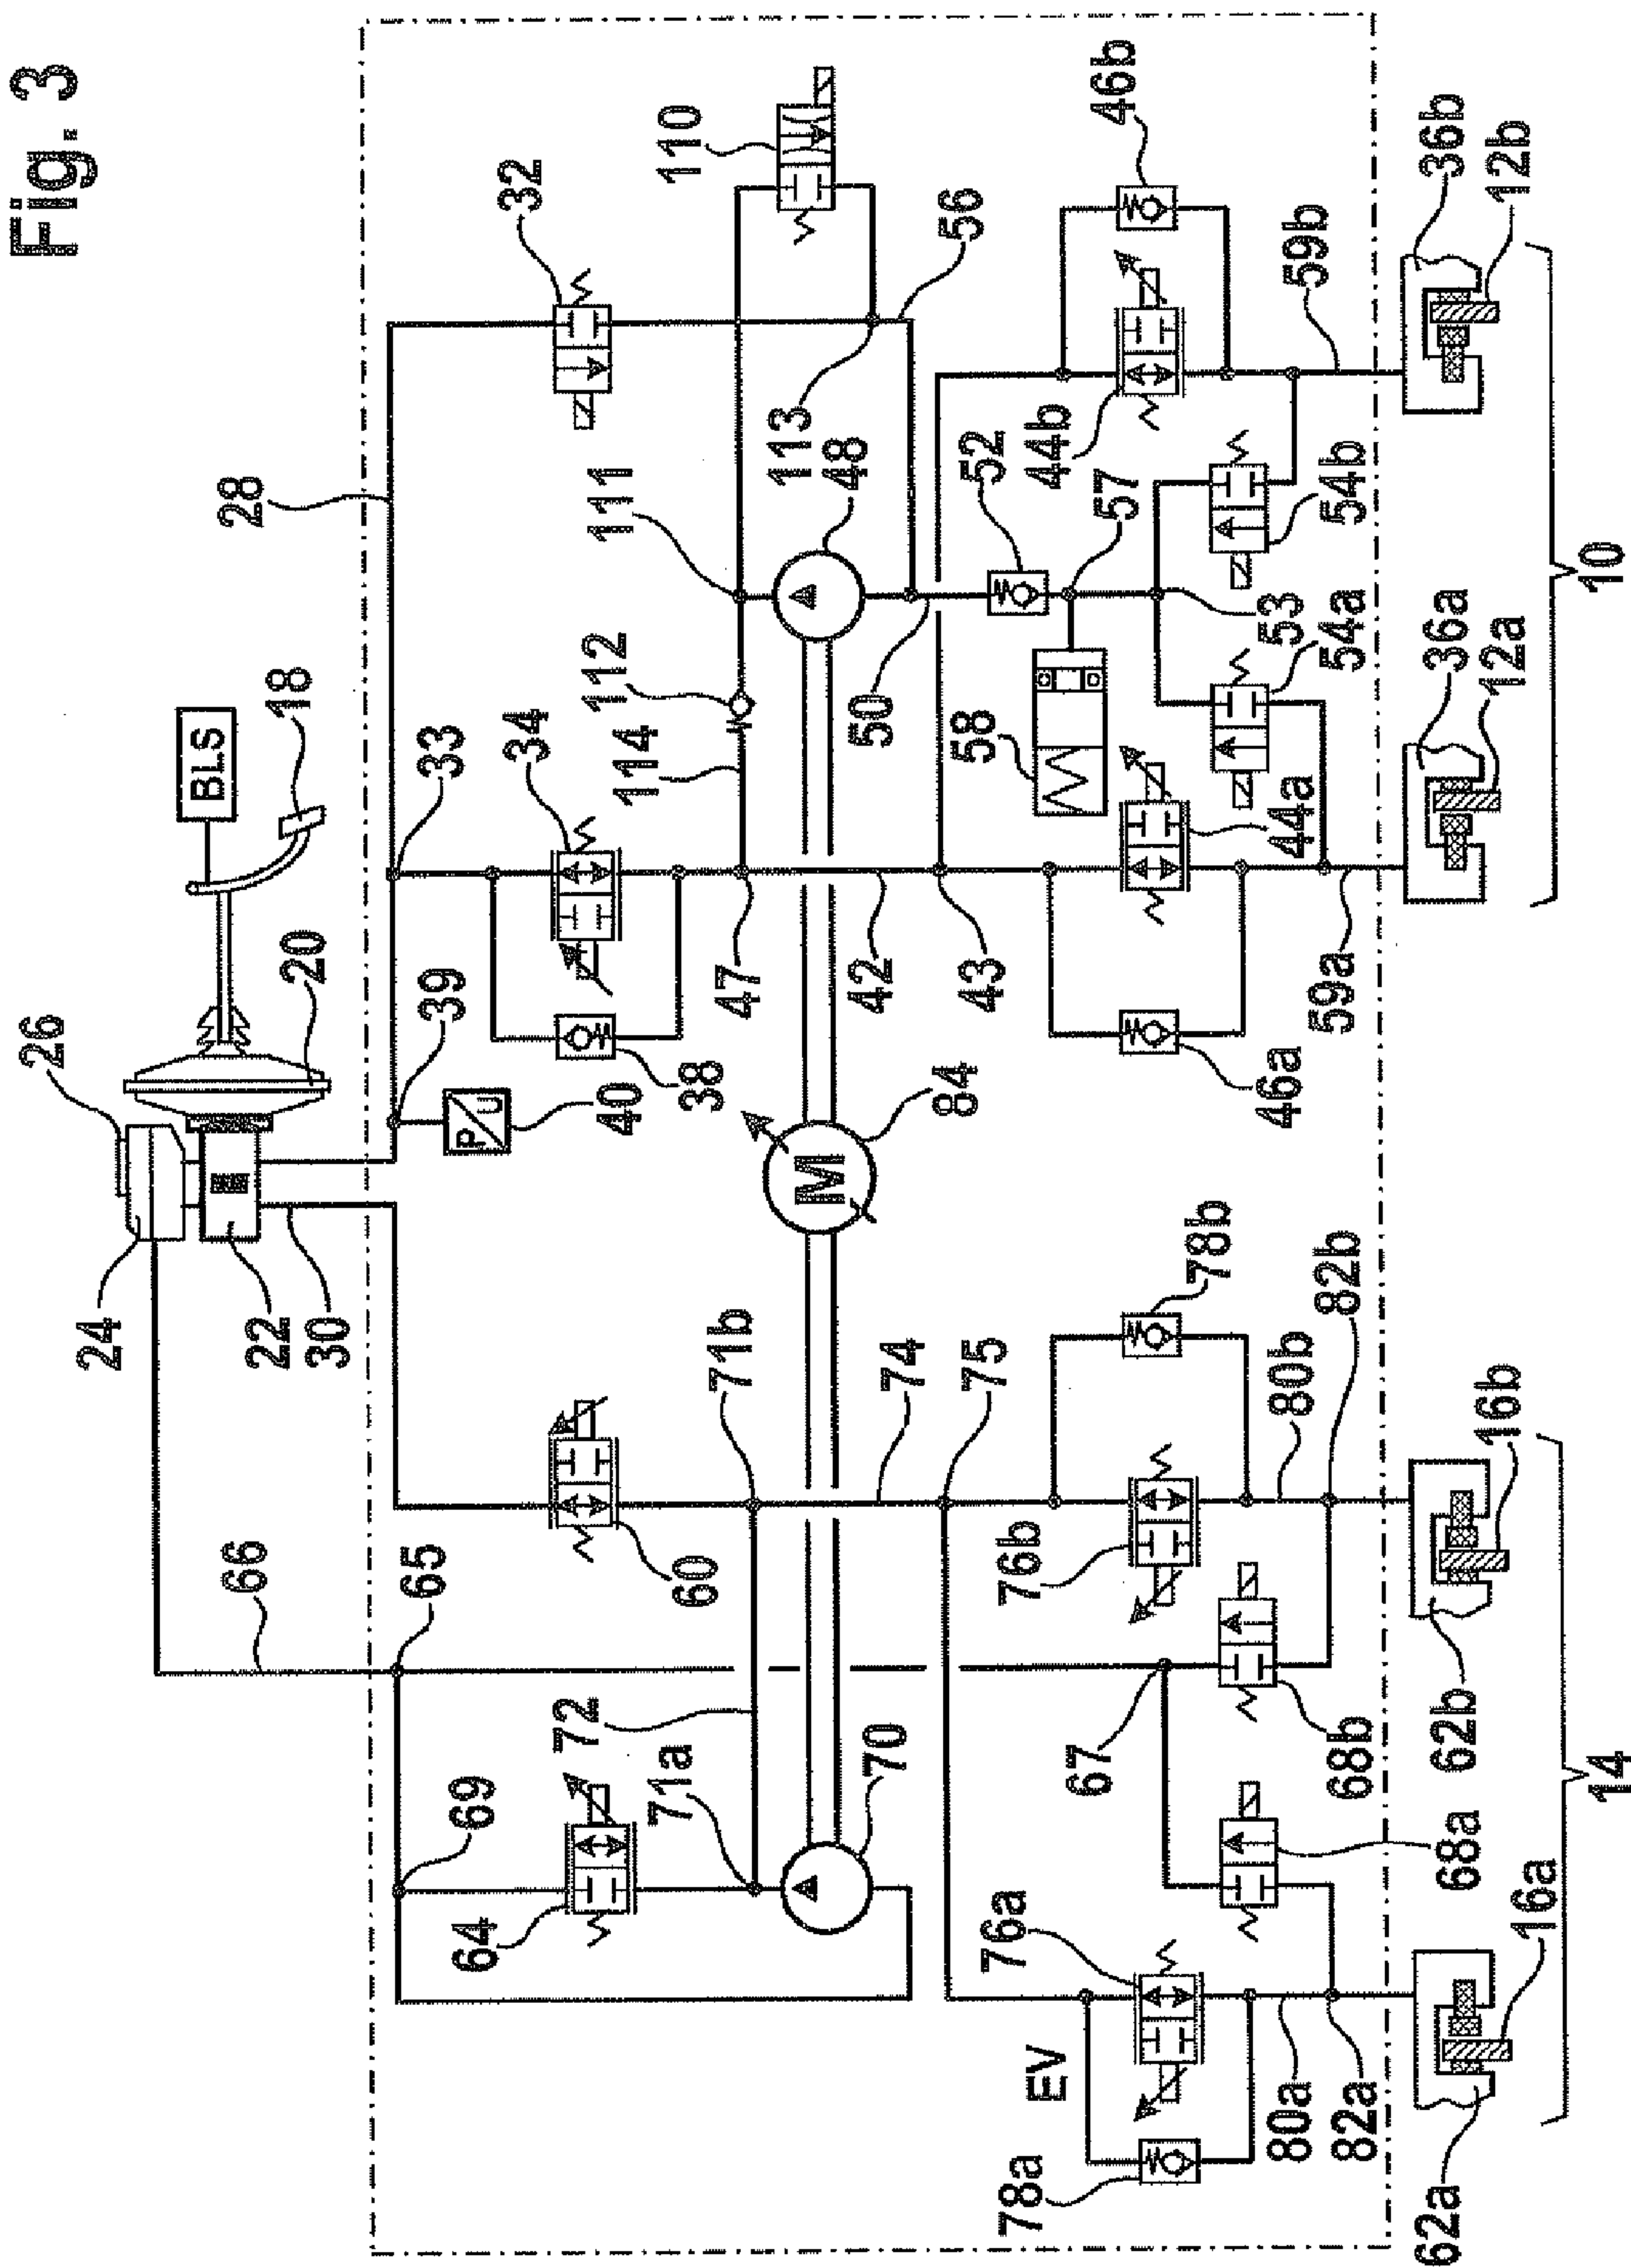 Fig. 3
BLS
18
20
26
24
22
30
28
33
39
40
P
U
38
34
32
110
112
114
111
113
48
56
47
42
43
50
52
57
53
58
84
M
44a
44b
46a
46b
54a
54b
59a
59b
36a
12a
36b
12b
10
66
65
69
64
60
72
71a
71b
70
74
75
67
76a
76b
EV
78a
78b
68a
68b
80a
80b
82a
82b
62a
16a
62b
16b
14